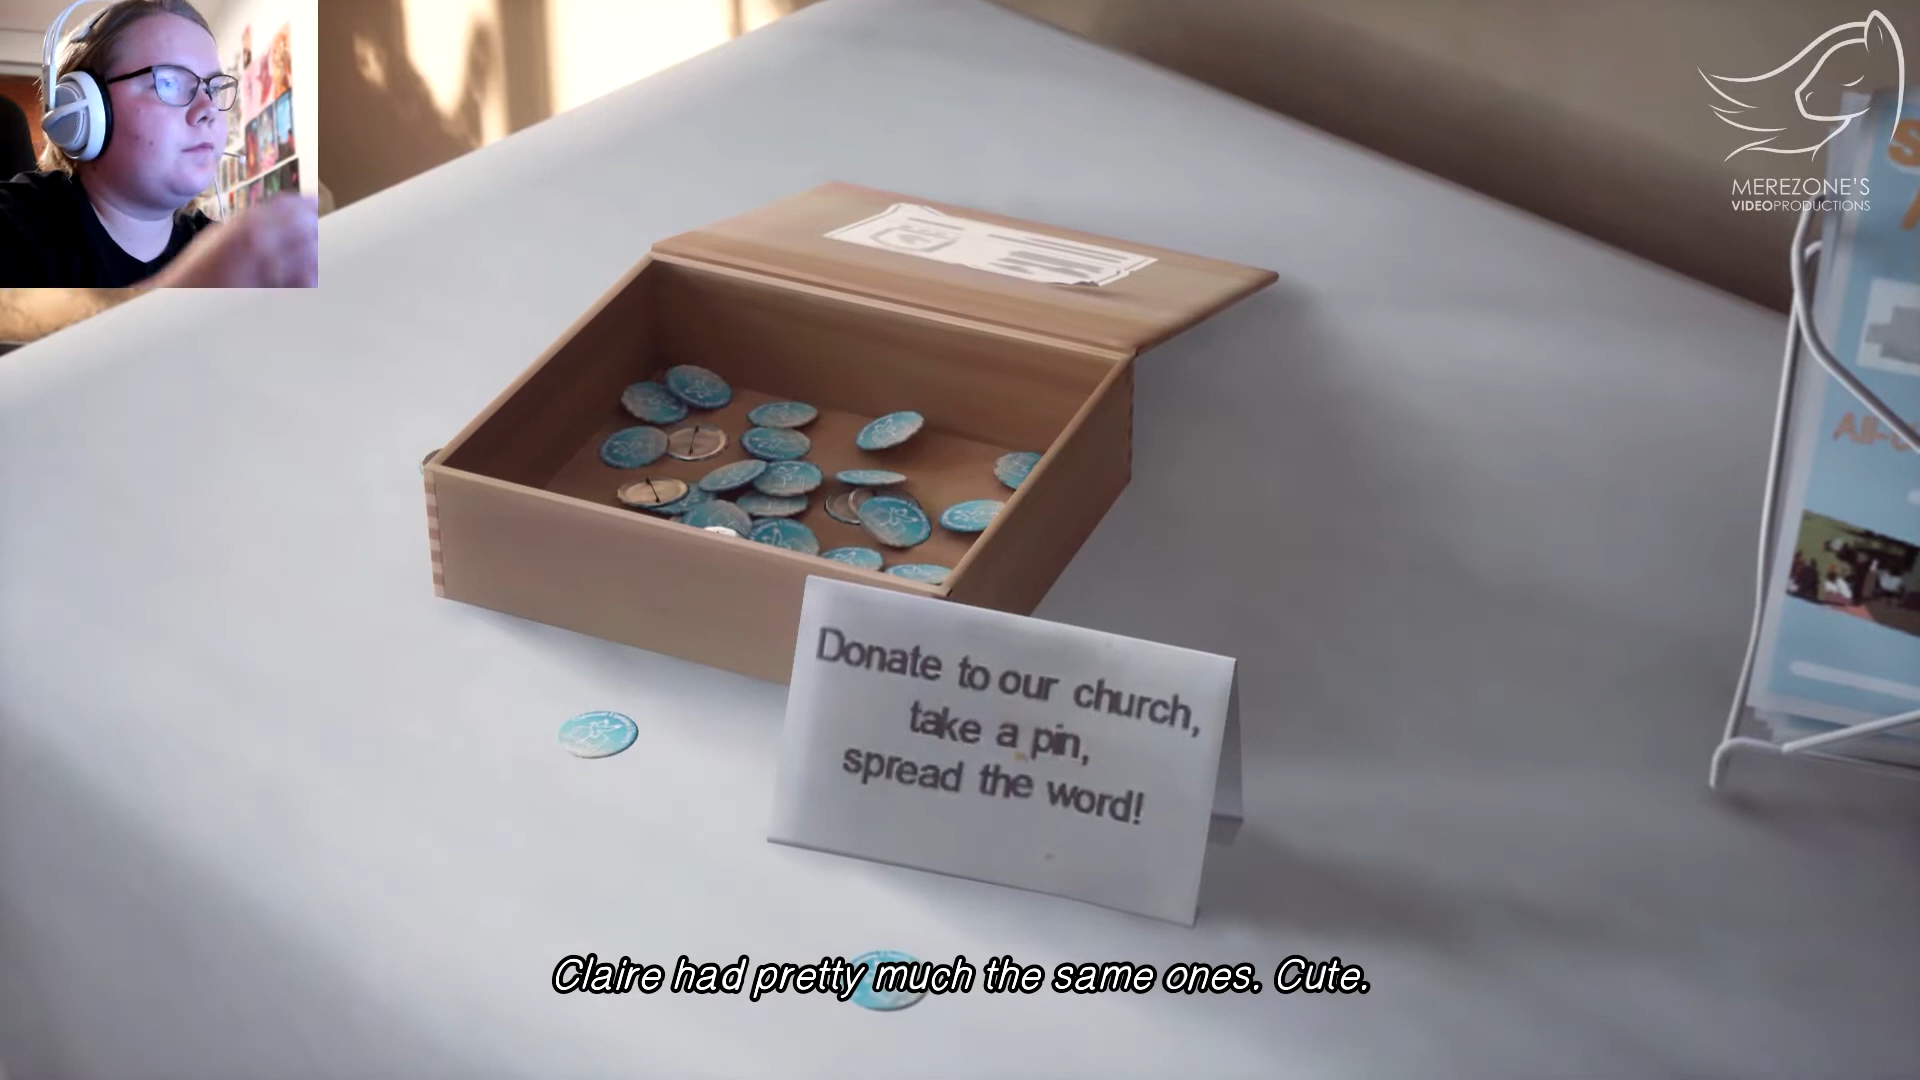 MEREZONE'S
VIDEOPRODUCTIONS
Donate to our church,
take a pin,
spread the word!
Claire had pretty much the same ones. Cute.